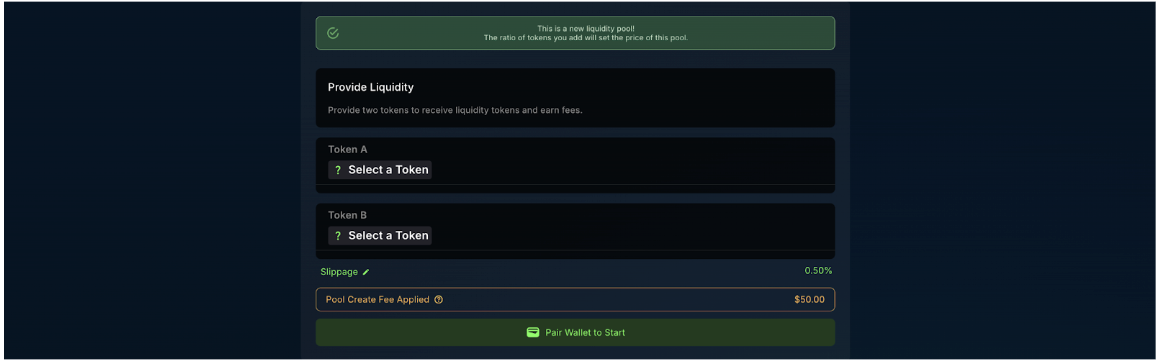 This is a new liquidity pool!
The ratio of tokens you add will set the price of this pool.
Provide Liquidity
Provide two tokens to receive liquidity tokens and earn fees.
Token A
? Select a Token
Token B
? Select a Token
Slippage 0.50%
Pool Create Fee Applied $50.00
Pair Wallet to Start